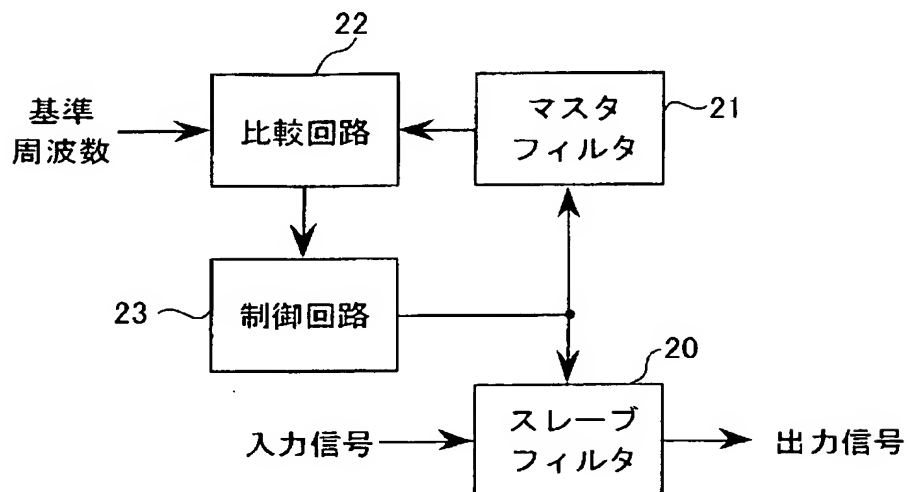 22
基準
周波数
比較回路
マスタ
フィルタ
21
23
制御回路
20
入力信号
スレーブ
フィルタ
出力信号